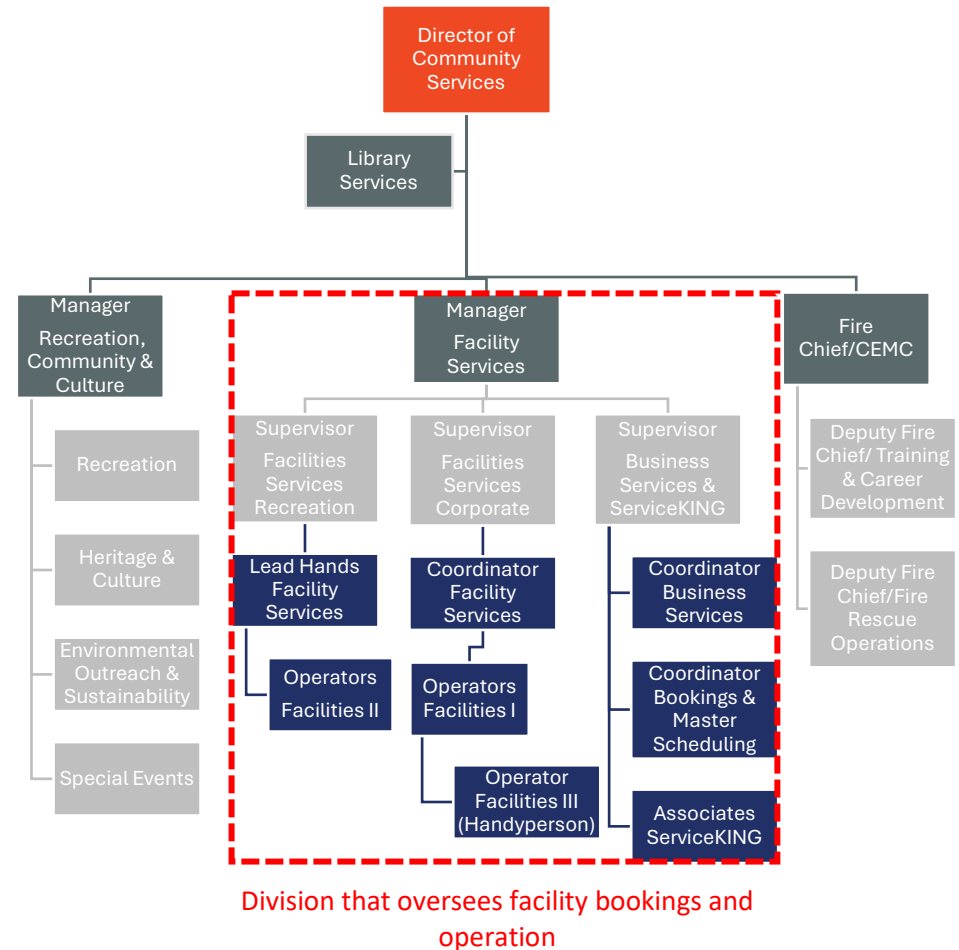 Director of
Community
Services
Library
Services
Manager
Recreation,
Community &
Culture
Manager
Facility
Services
Fire
Chief/CEMC
Recreation
Heritage &
Culture
Environmental
Outreach &
Sustainability
Special Events
Supervisor
Facilities
Services
Recreation
Lead Hands
Facility
Services
Operators
Facilities II
Supervisor
Facilities
Services
Corporate
Coordinator
Facility
Services
Operators
Facilities I
Operator
Facilities III
(Handyperson)
Supervisor
Business
Services &
ServiceKING
Coordinator
Business
Services
Coordinator
Bookings &
Master
Scheduling
Associates
ServiceKING
Deputy Fire
Chief/ Training
& Career
Development
Deputy Fire
Chief/Fire
Rescue
Operations
Division that oversees facility bookings and
operation